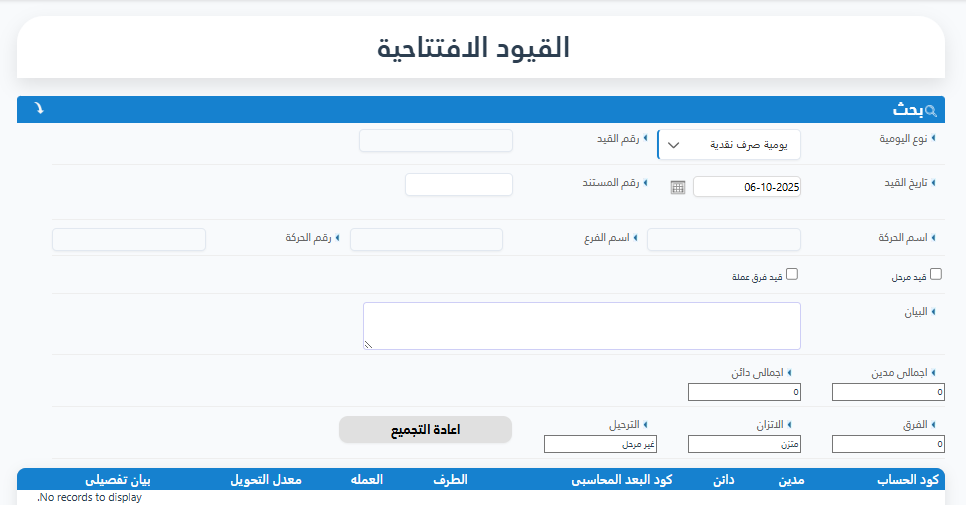 القيود الافتتاحية
بحث
نوع اليومية يومية صرف نقدية رقم القيد
تاريخ القيد 06-10-2025 رقم المستند
اسم الحركة اسم الفرع رقم الحركة
قيد مرحل قيد فرق عملة
البيان
اجمالى مدين اجمالى دائن
0 0
الفرق الاتزان الترحيل اعادة التجميع
0 متزن غير مرحل
كود الحساب مدين دائن كود البعد المحاسبى الطرف العمله معدل التحويل بيان تفصيلى
No records to display.